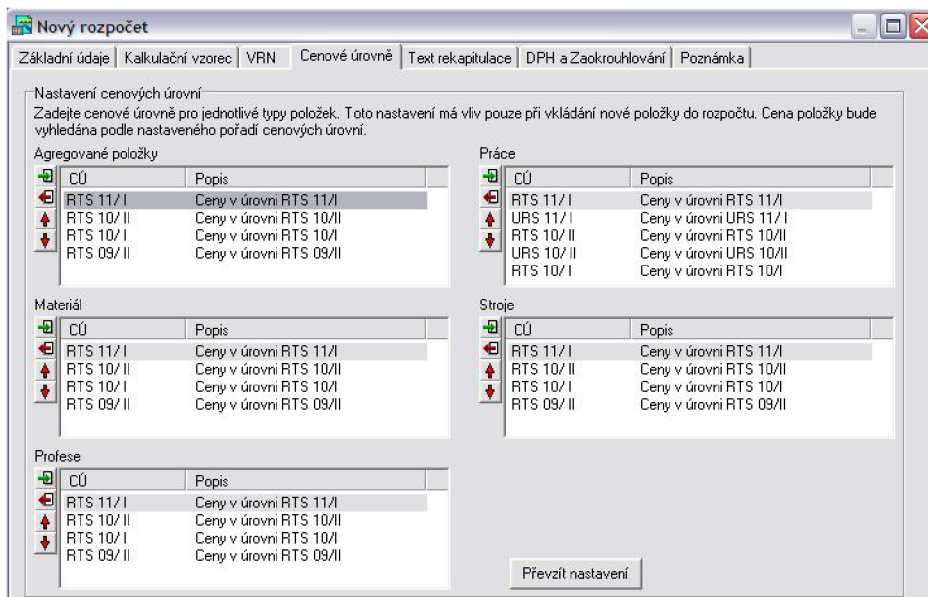 Nový rozpočet
Základní údaje Kalkulační vzorec VRN Cenové úrovně Text rekapitulace DPH a Zaokrouhlování Poznámka
Nastavení cenových úrovní
Zadejte cenové úrovně pro jednotlivé typy položek. Toto nastavení má vliv pouze při vkládání nové položky do rozpočtu. Cena položky bude
vyhledána podle nastaveného pořadí cenových úrovní.
Agregované položky
CÚ Popis
RTS 11/ I Ceny v úrovni RTS 11/I
RTS 10/ II Ceny v úrovni RTS 10/II
RTS 10/ I Ceny v úrovni RTS 10/I
RTS 09/ II Ceny v úrovni RTS 09/II
Práce
CÚ Popis
RTS 11/ I Ceny v úrovni RTS 11/I
URS 11/ I Ceny v úrovni URS 11/ I
RTS 10/ II Ceny v úrovni RTS 10/II
URS 10/ II Ceny v úrovni URS 10/II
RTS 10/ I Ceny v úrovni RTS 10/I
Materiál
CÚ Popis
RTS 11/ I Ceny v úrovni RTS 11/I
RTS 10/ II Ceny v úrovni RTS 10/II
RTS 10/ I Ceny v úrovni RTS 10/I
RTS 09/ II Ceny v úrovni RTS 09/II
Stroje
CÚ Popis
RTS 11/ I Ceny v úrovni RTS 11/I
RTS 10/ II Ceny v úrovni RTS 10/II
RTS 10/ I Ceny v úrovni RTS 10/I
RTS 09/ II Ceny v úrovni RTS 09/II
Profese
CÚ Popis
RTS 11/ I Ceny v úrovni RTS 11/I
RTS 10/ II Ceny v úrovni RTS 10/II
RTS 10/ I Ceny v úrovni RTS 10/I
RTS 09/ II Ceny v úrovni RTS 09/II
Převzít nastavení